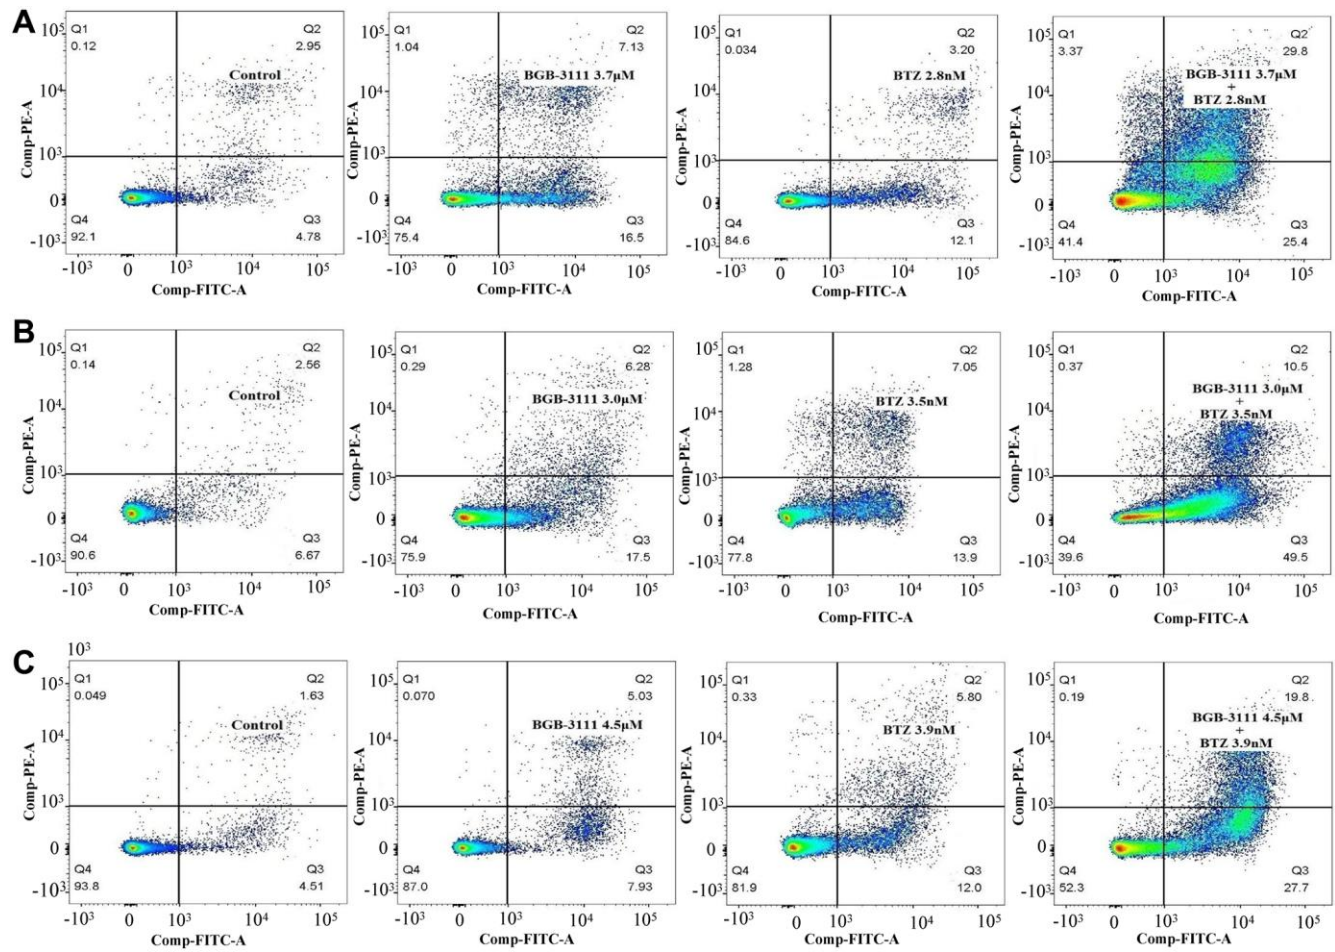 A
Q1
0.12
Q2
2.95
Control
Q4
92.1
Q3
4.78
10⁵
10⁴
10³
0
-10³
Comp-PE-A
-10³ 0 10³ 10⁴ 10⁵
Comp-FITC-A
Q1
1.04
Q2
7.13
BGB-3111 3.7µM
Q4
75.4
Q3
16.5
10⁵
10⁴
10³
0
-10³
Comp-PE-A
-10³ 0 10³ 10⁴ 10⁵
Comp-FITC-A
Q1
0.034
Q2
3.20
BTZ 2.8nM
Q4
84.6
Q3
12.1
10⁵
10⁴
10³
0
-10³
Comp-PE-A
-10³ 0 10³ 10⁴ 10⁵
Comp-FITC-A
Q1
3.37
Q2
29.8
BGB-3111 3.7µM
+
BTZ 2.8nM
Q4
41.4
Q3
25.4
10⁵
10⁴
10³
0
-10³
Comp-PE-A
-10³ 0 10³ 10⁴ 10⁵
Comp-FITC-A
B
Q1
0.14
Q2
2.56
Control
Q4
90.6
Q3
6.67
10⁵
10⁴
10³
0
-10³
Comp-PE-A
-10³ 0 10³ 10⁴ 10⁵
Comp-FITC-A
Q1
0.29
Q2
6.28
BGB-3111 3.0µM
Q4
75.9
Q3
17.5
10⁵
10⁴
10³
0
-10³
Comp-PE-A
-10³ 0 10³ 10⁴ 10⁵
Comp-FITC-A
Q1
1.28
Q2
7.05
BTZ 3.5nM
Q4
77.8
Q3
13.9
10⁵
10⁴
10³
0
-10³
Comp-PE-A
-10³ 0 10³ 10⁴ 10⁵
Comp-FITC-A
Q1
0.37
Q2
10.5
BGB-3111 3.0µM
+
BTZ 3.5nM
Q4
39.6
Q3
49.5
10⁵
10⁴
10³
0
-10³
Comp-PE-A
-10³ 0 10³ 10⁴ 10⁵
Comp-FITC-A
C
10³
Q1
0.049
Q2
1.63
Control
Q4
93.8
Q3
4.51
10⁵
10⁴
10³
0
-10³
Comp-PE-A
-10³ 0 10³ 10⁴ 10⁵
Comp-FITC-A
Q1
0.070
Q2
5.03
BGB-3111 4.5µM
Q4
87.0
Q3
7.93
10⁵
10⁴
10³
0
-10³
Comp-PE-A
-10³ 0 10³ 10⁴ 10⁵
Comp-FITC-A
Q1
0.33
Q2
5.80
BTZ 3.9nM
Q4
81.9
Q3
12.0
10⁵
10⁴
10³
0
-10³
Comp-PE-A
-10³ 0 10³ 10⁴ 10⁵
Comp-FITC-A
Q1
0.19
Q2
19.8
BGB-3111 4.5µM
+
BTZ 3.9nM
Q4
52.3
Q3
27.7
10⁵
10⁴
10³
0
-10³
Comp-PE-A
-10³ 0 10³ 10⁴ 10⁵
Comp-FITC-A